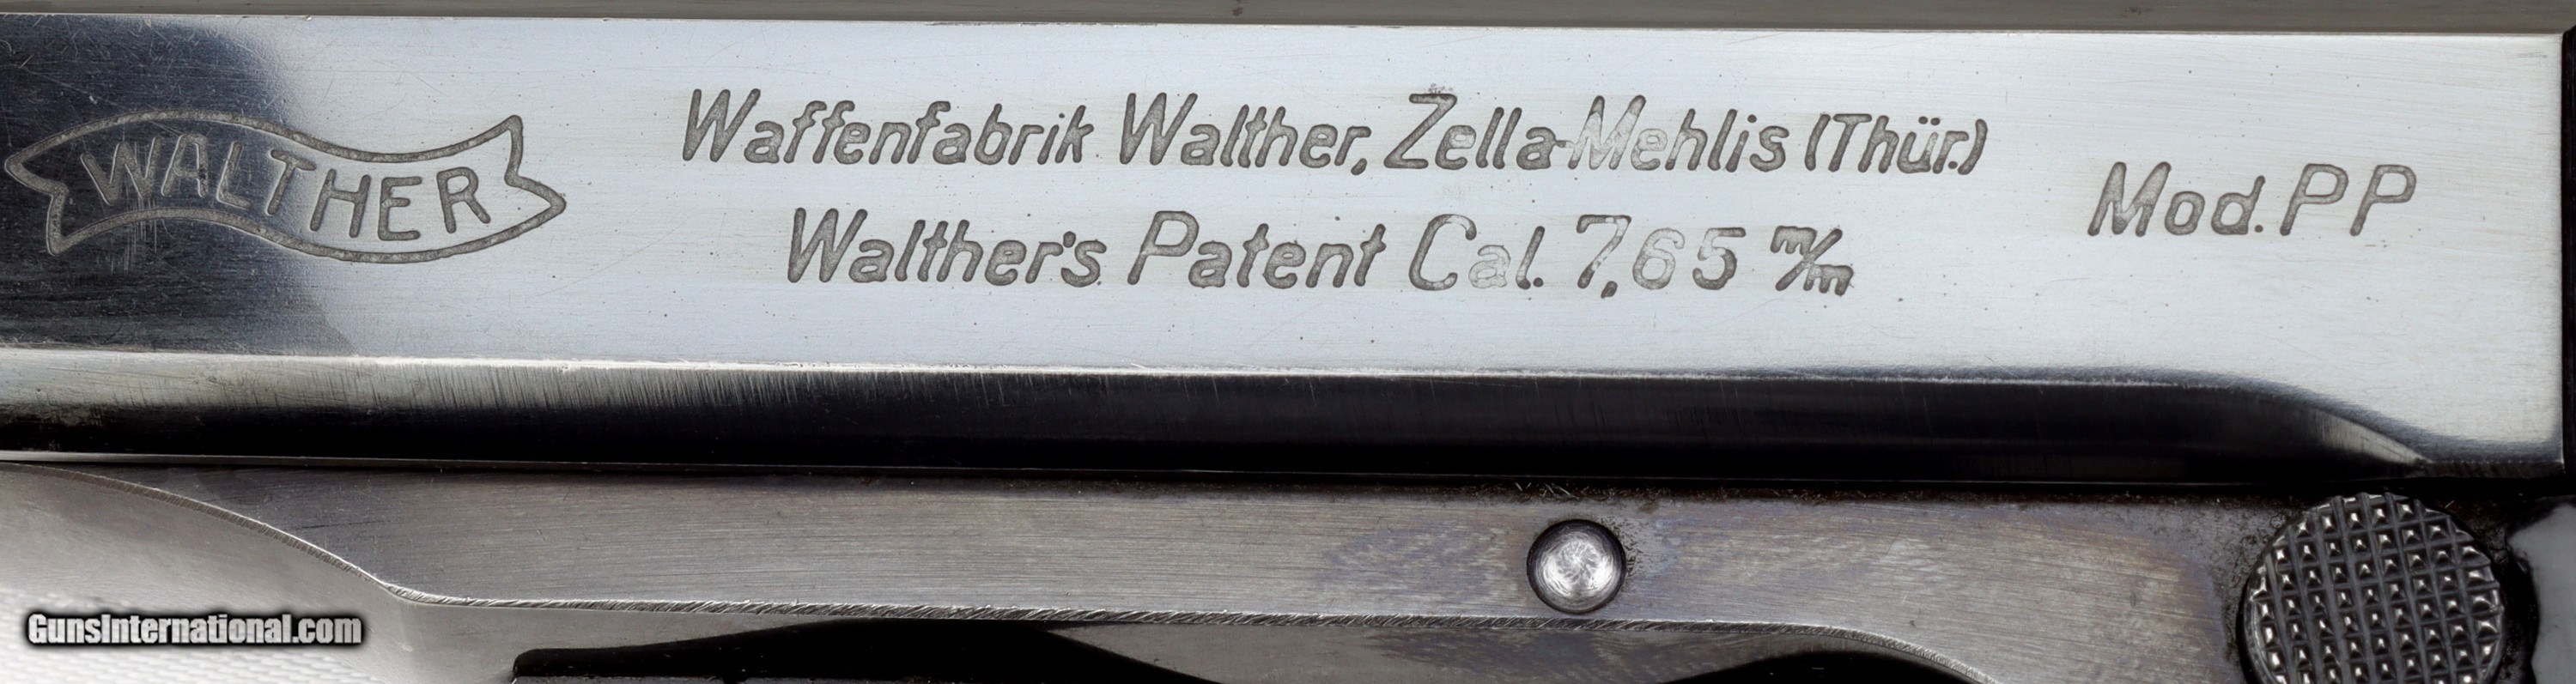 WALTHER
Waffenfabrik Walther, Zella-Mehlis (Thür.)
Walther's Patent Cal. 7,65 m/m
Mod. PP
GunsInternational.com